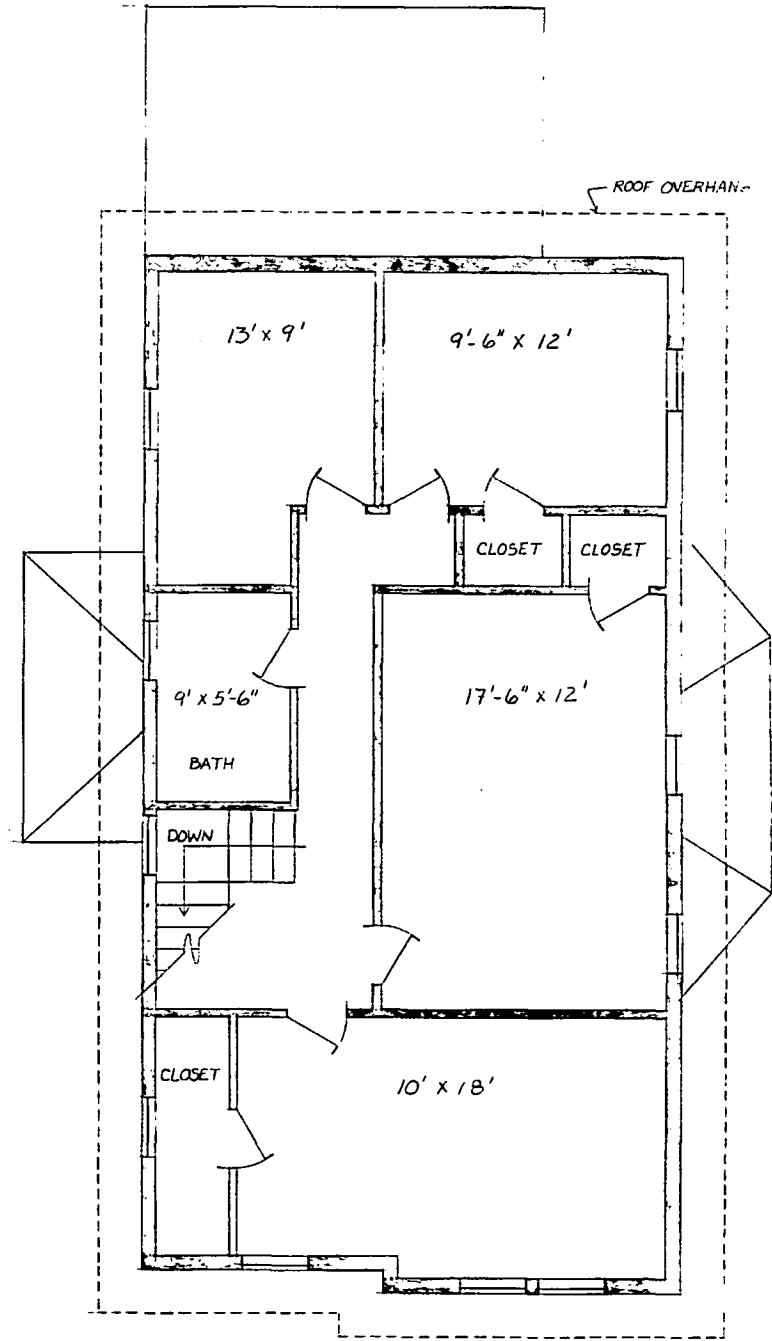 ROOF OVERHAN
13' x 9'
9'-6" x 12'
CLOSET
CLOSET
9' x 5'-6"
BATH
17'-6" x 12'
DOWN
CLOSET
10' x 18'